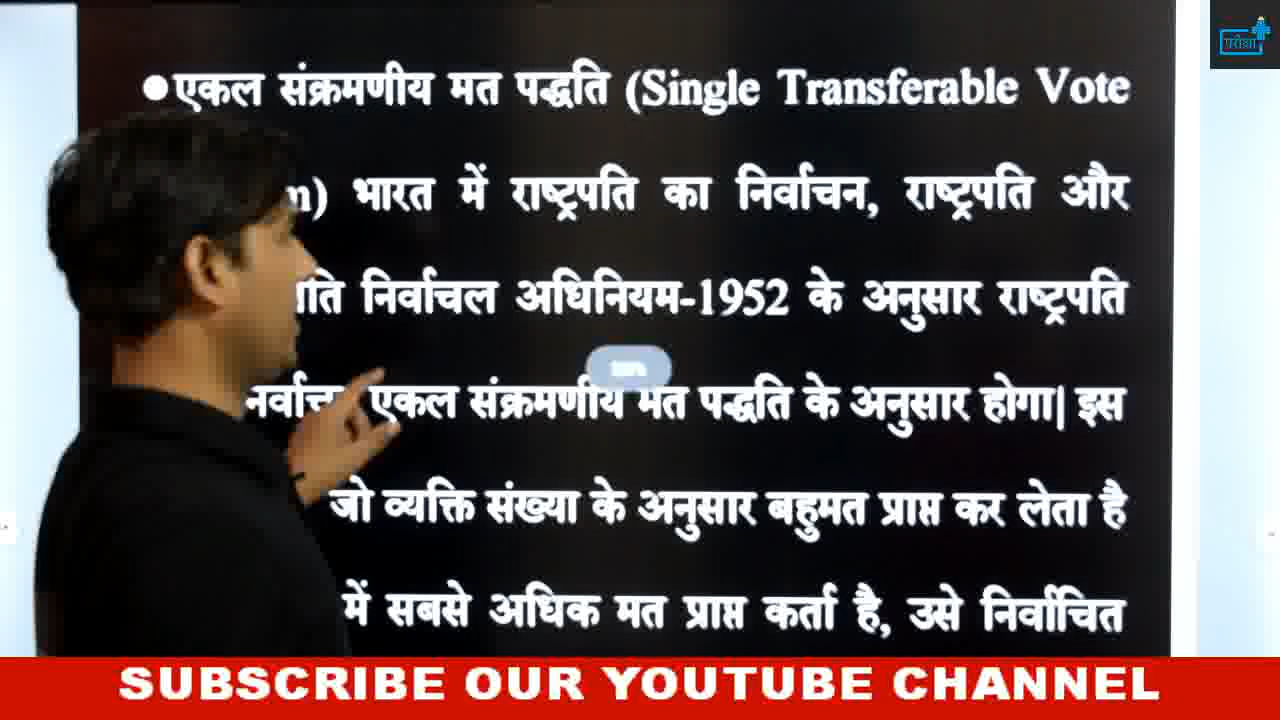 परीक्षा
●एकल संक्रमणीय मत पद्धति (Single Transferable Vote
भारत में राष्ट्रपति का निर्वाचन, राष्ट्रपति और
निर्वाचल अधिनियम-1952 के अनुसार राष्ट्रपति
एकल संक्रमणीय मत पद्धति के अनुसार होगा| इस
जो व्यक्ति संख्या के अनुसार बहुमत प्राप्त कर लेता है
में सबसे अधिक मत प्राप्त कर्ता है, उसे निर्वाचित
SUBSCRIBE OUR YOUTUBE CHANNEL